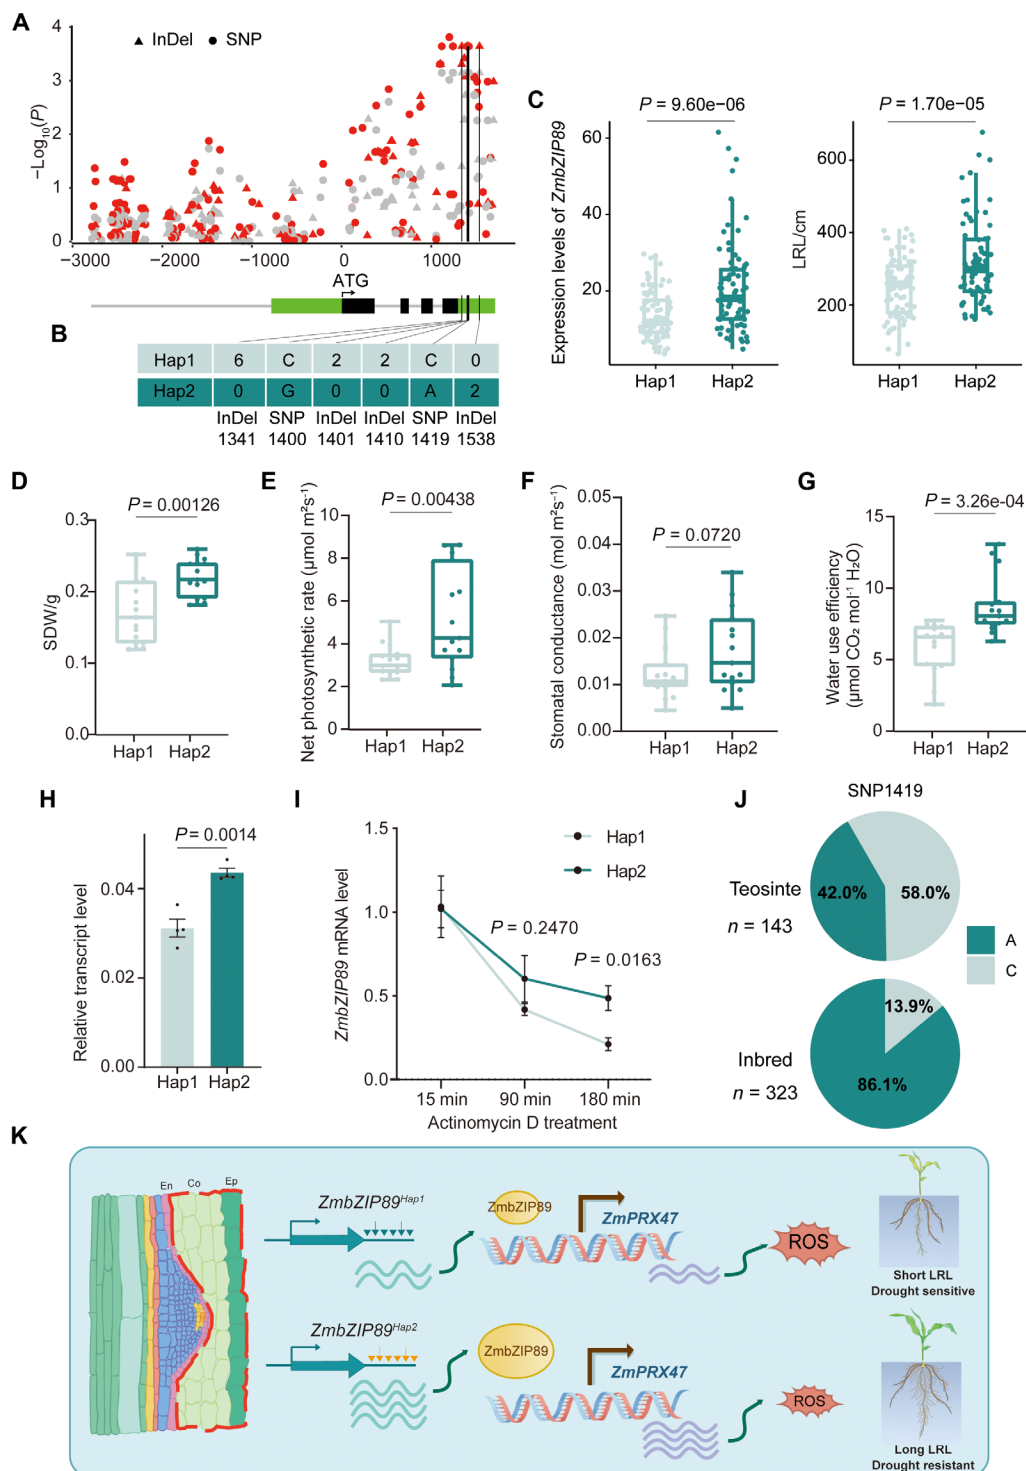 A
InDel SNP
−Log10(P)
4
3
2
1
0
−3000 −2000 −1000 0 1000
ATG
B
Hap1 6 C 2 2 C 0
Hap2 0 G 0 0 A 2
InDel SNP InDel InDel SNP InDel
1341 1400 1401 1410 1419 1538
C
P = 9.60e−06
Expression levels of ZmbZIP89
60
40
20
Hap1 Hap2
P = 1.70e−05
LRL/cm
600
400
200
Hap1 Hap2
D
P = 0.00126
SDW/g
0.3
0.2
0.1
0.0
Hap1 Hap2
E
P = 0.00438
Net photosynthetic rate (μmol m²s⁻¹)
10
8
6
4
2
0
Hap1 Hap2
F
P = 0.0720
Stomatal conductance (mol m⁻²s⁻¹)
0.05
0.04
0.03
0.02
0.01
0.00
Hap1 Hap2
G
P = 3.26e-04
Water use efficiency
(μmol CO₂ mol⁻¹ H₂O)
15
10
5
0
Hap1 Hap2
H
P = 0.0014
Relative transcript level
0.04
0.02
0.00
Hap1 Hap2
I
Hap1
Hap2
ZmbZIP89 mRNA level
1.5
1.0
0.5
0.0
P = 0.2470
P = 0.0163
15 min 90 min 180 min
Actinomycin D treatment
J
SNP1419
Teosinte
n = 143
42.0% 58.0%
A
C
Inbred
n = 323
13.9%
86.1%
K
En Co Ep
ZmbZIP89Hap1
ZmbZIP89
ZmPRX47
ROS
Short LRL
Drought sensitive
ZmbZIP89Hap2
ZmbZIP89
ZmPRX47
ROS
Long LRL
Drought resistant